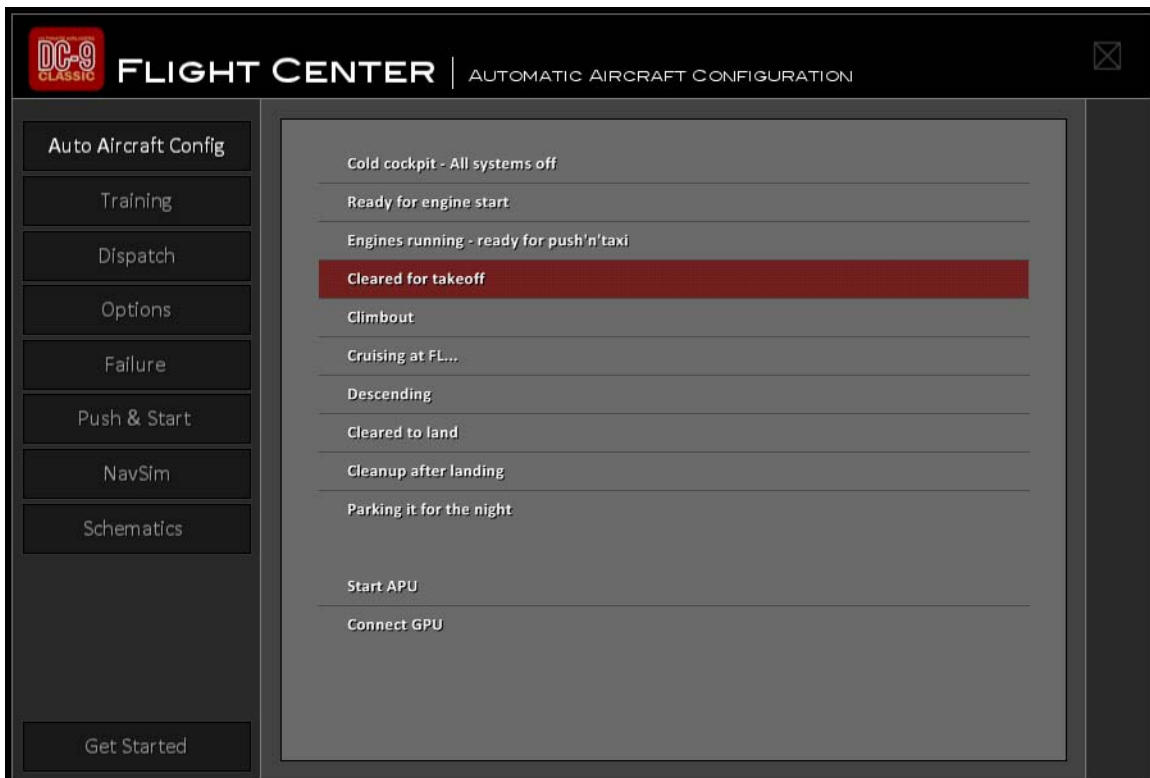 DC-9
CLASSIC
FLIGHT CENTER | AUTOMATIC AIRCRAFT CONFIGURATION
Auto Aircraft Config
Training
Dispatch
Options
Failure
Push & Start
NavSim
Schematics
Get Started
Cold cockpit - All systems off
Ready for engine start
Engines running - ready for push'n'taxi
Cleared for takeoff
Climbout
Cruising at FL...
Descending
Cleared to land
Cleanup after landing
Parking it for the night
Start APU
Connect GPU